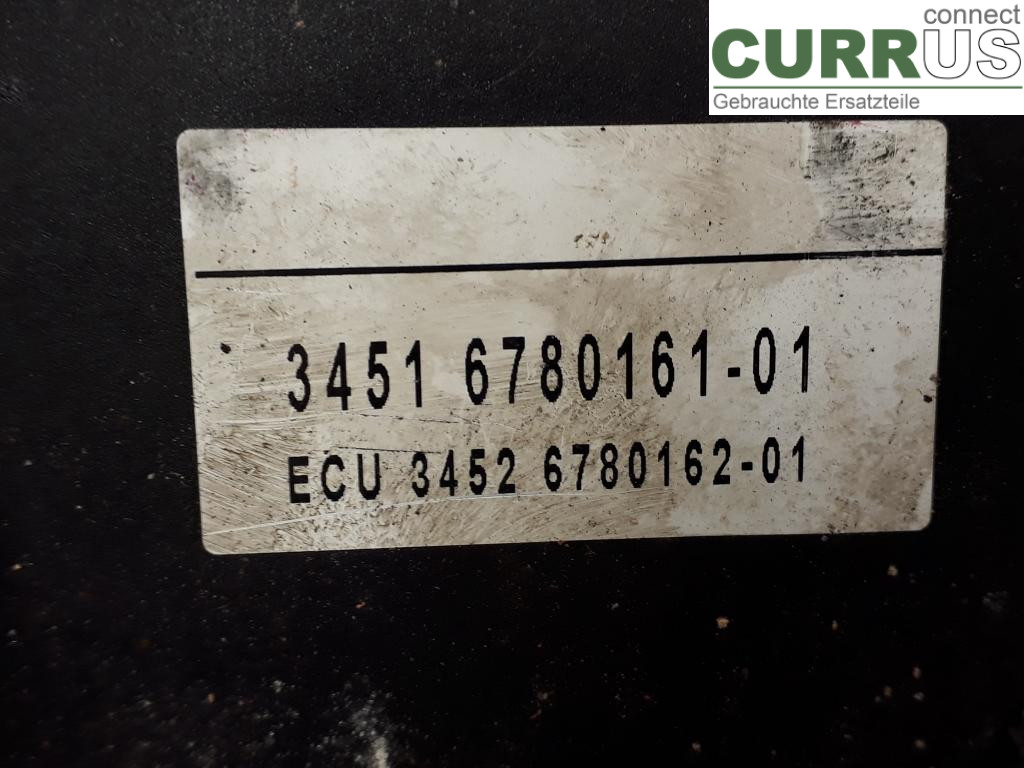 connect
CURRUS
Gebrauchte Ersatzteile
3451 6780161-01
ECU 3452 6780162-01